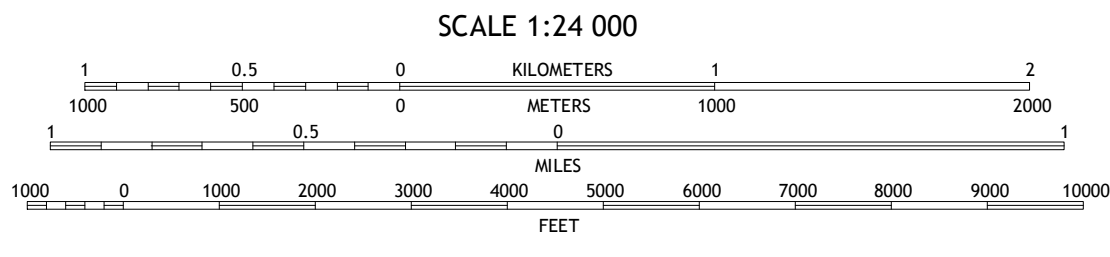 SCALE 1:24 000
1 0.5 0 KILOMETERS 1 2
1000 500 0 METERS 1000 2000
1 0.5 0 1
MILES
1000 0 1000 2000 3000 4000 5000 6000 7000 8000 9000 10000
FEET